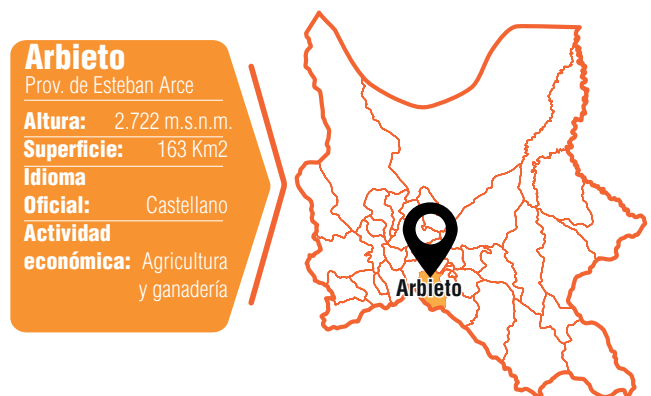 Arbieto
Prov. de Esteban Arce
Altura: 2.722 m.s.n.m.
Superficie: 163 Km2
Idioma
Oficial: Castellano
Actividad
económica: Agricultura
y ganadería
Arbieto